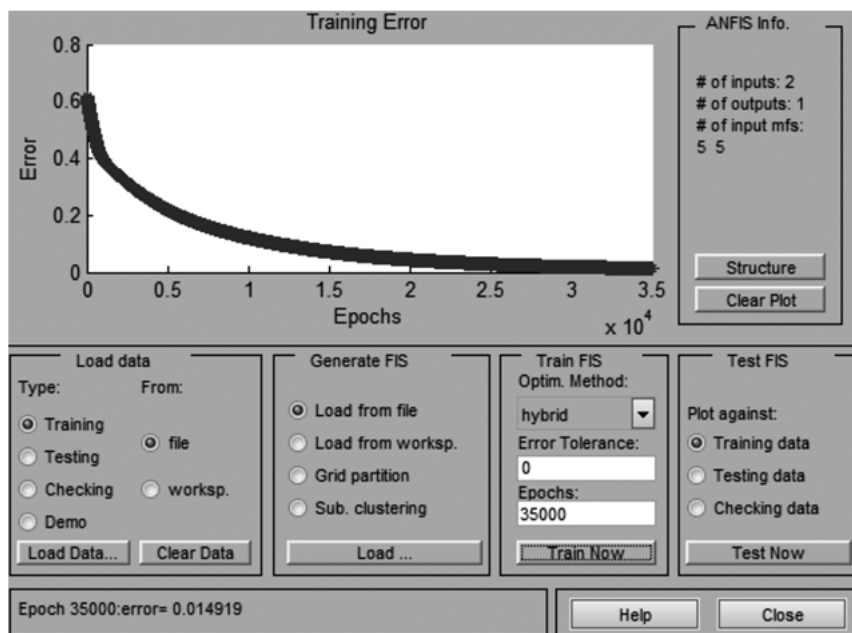 Training Error
0.8
0.6
0.4
0.2
0
Error
0
0.5
1
1.5
2
2.5
3
3.5
Epochs
x 10^4
ANFIS Info.
# of inputs: 2
# of outputs: 1
# of input mfs:
5 5
Structure
Clear Plot
Load data
Type:
From:
Training
Testing
Checking
Demo
file
worksp.
Load Data...
Clear Data
Generate FIS
Load from file
Load from worksp.
Grid partition
Sub. clustering
Load ...
Train FIS
Optim. Method:
hybrid
Error Tolerance:
0
Epochs:
35000
Train Now
Test FIS
Plot against:
Training data
Testing data
Checking data
Test Now
Epoch 35000:error= 0.014919
Help
Close